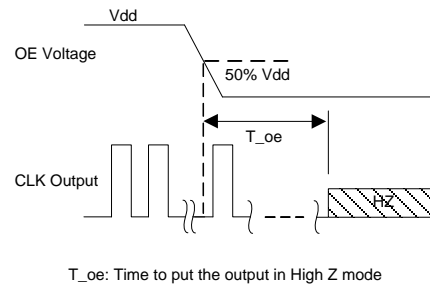 Vdd
OE Voltage
50% Vdd
T_oe
CLK Output
HZ
T_oe: Time to put the output in High Z mode